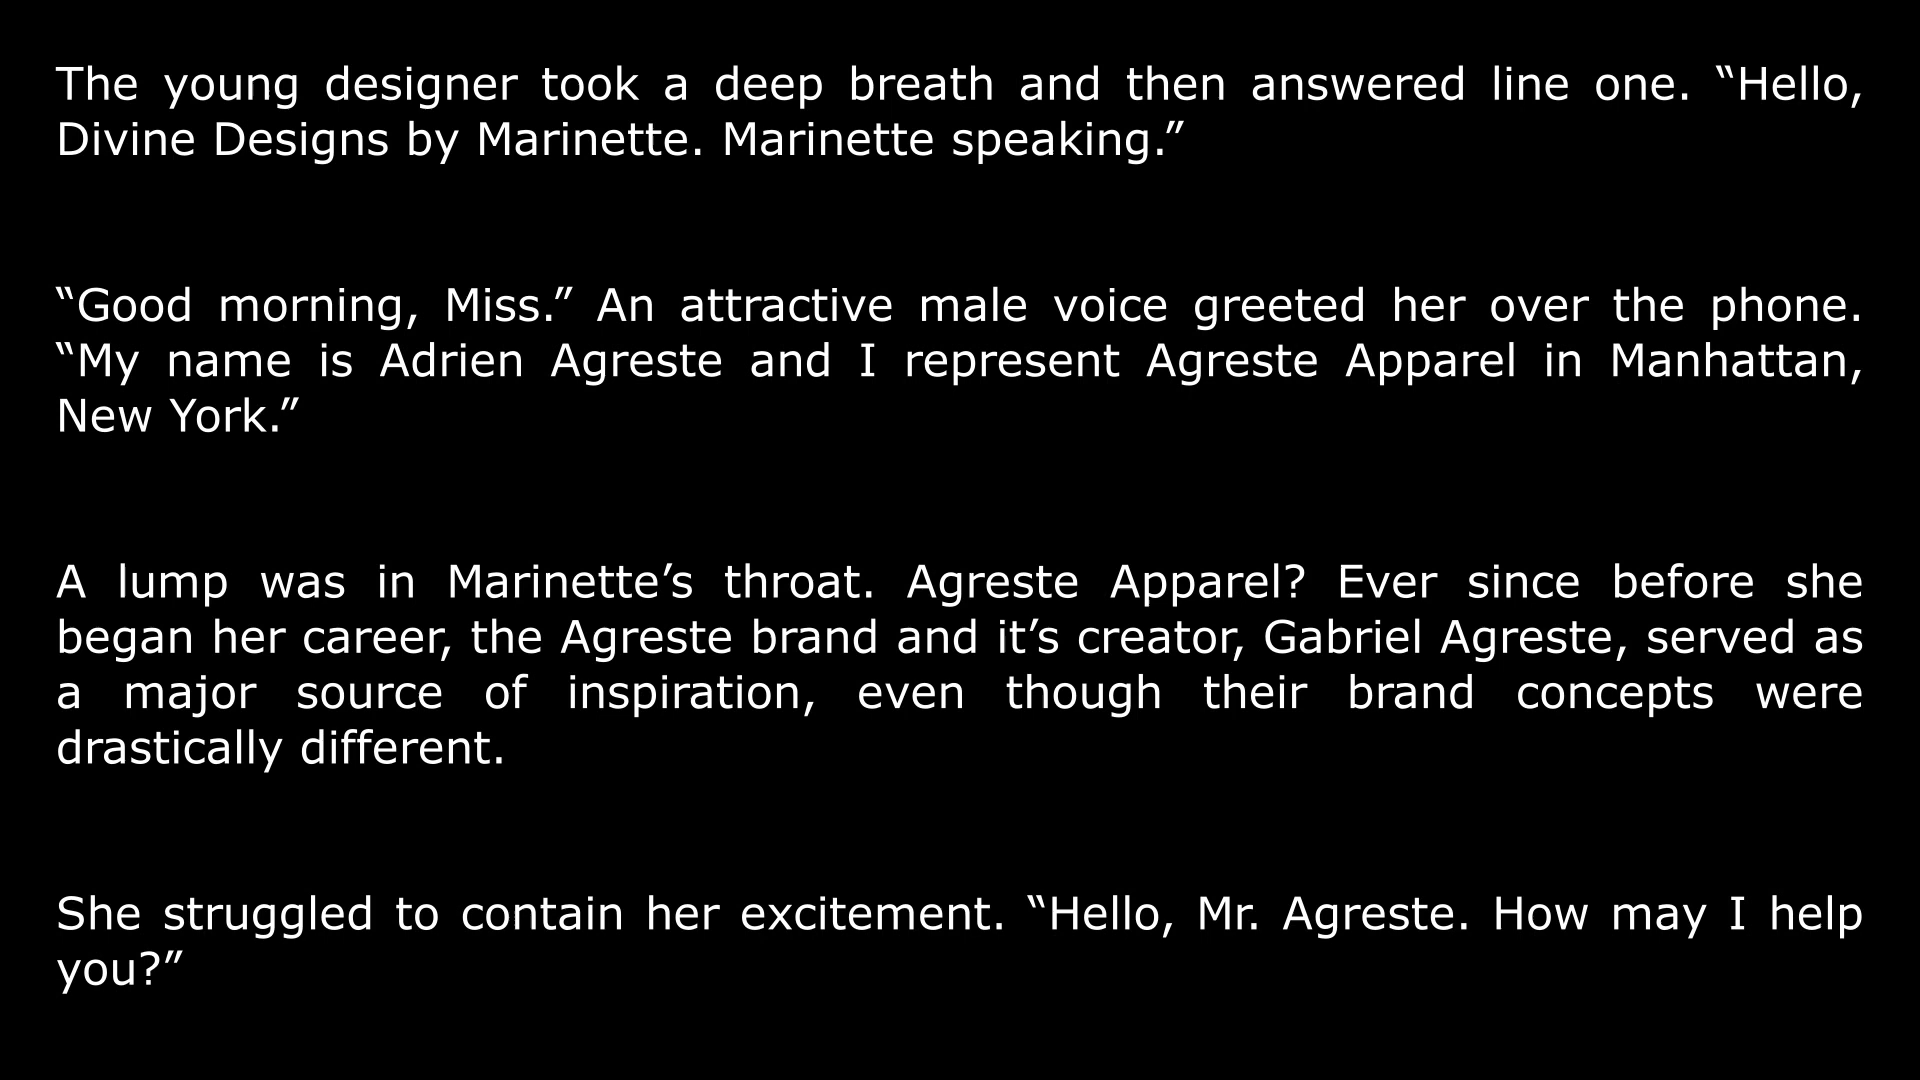 The young designer took a deep breath and then answered line one. “Hello,
Divine Designs by Marinette. Marinette speaking.”
“Good morning, Miss.” An attractive male voice greeted her over the phone.
“My name is Adrien Agreste and I represent Agreste Apparel in Manhattan,
New York.”
A lump was in Marinette’s throat. Agreste Apparel? Ever since before she
began her career, the Agreste brand and it’s creator, Gabriel Agreste, served as
a major source of inspiration, even though their brand concepts were
drastically different.
She struggled to contain her excitement. “Hello, Mr. Agreste. How may I help
you?”